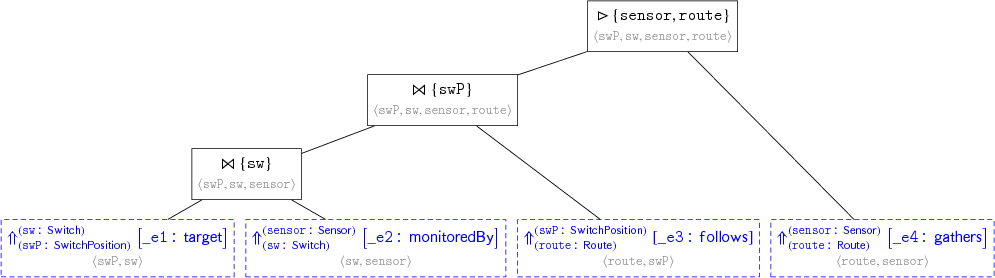 ▷ {sensor, route}
⟨swP, sw, sensor, route⟩
⋈ {swP}
⟨swP, sw, sensor, route⟩
⋈ {sw}
⟨swP, sw, sensor⟩
⇑(sw: Switch)(swP: SwitchPosition) [_e1: target]
⟨swP, sw⟩
⇑(sensor: Sensor)(sw: Switch) [_e2: monitoredBy]
⟨sw, sensor⟩
⇑(swP: SwitchPosition)(route: Route) [_e3: follows]
⟨route, swP⟩
⇑(sensor: Sensor)(route: Route) [_e4: gathers]
⟨route, sensor⟩